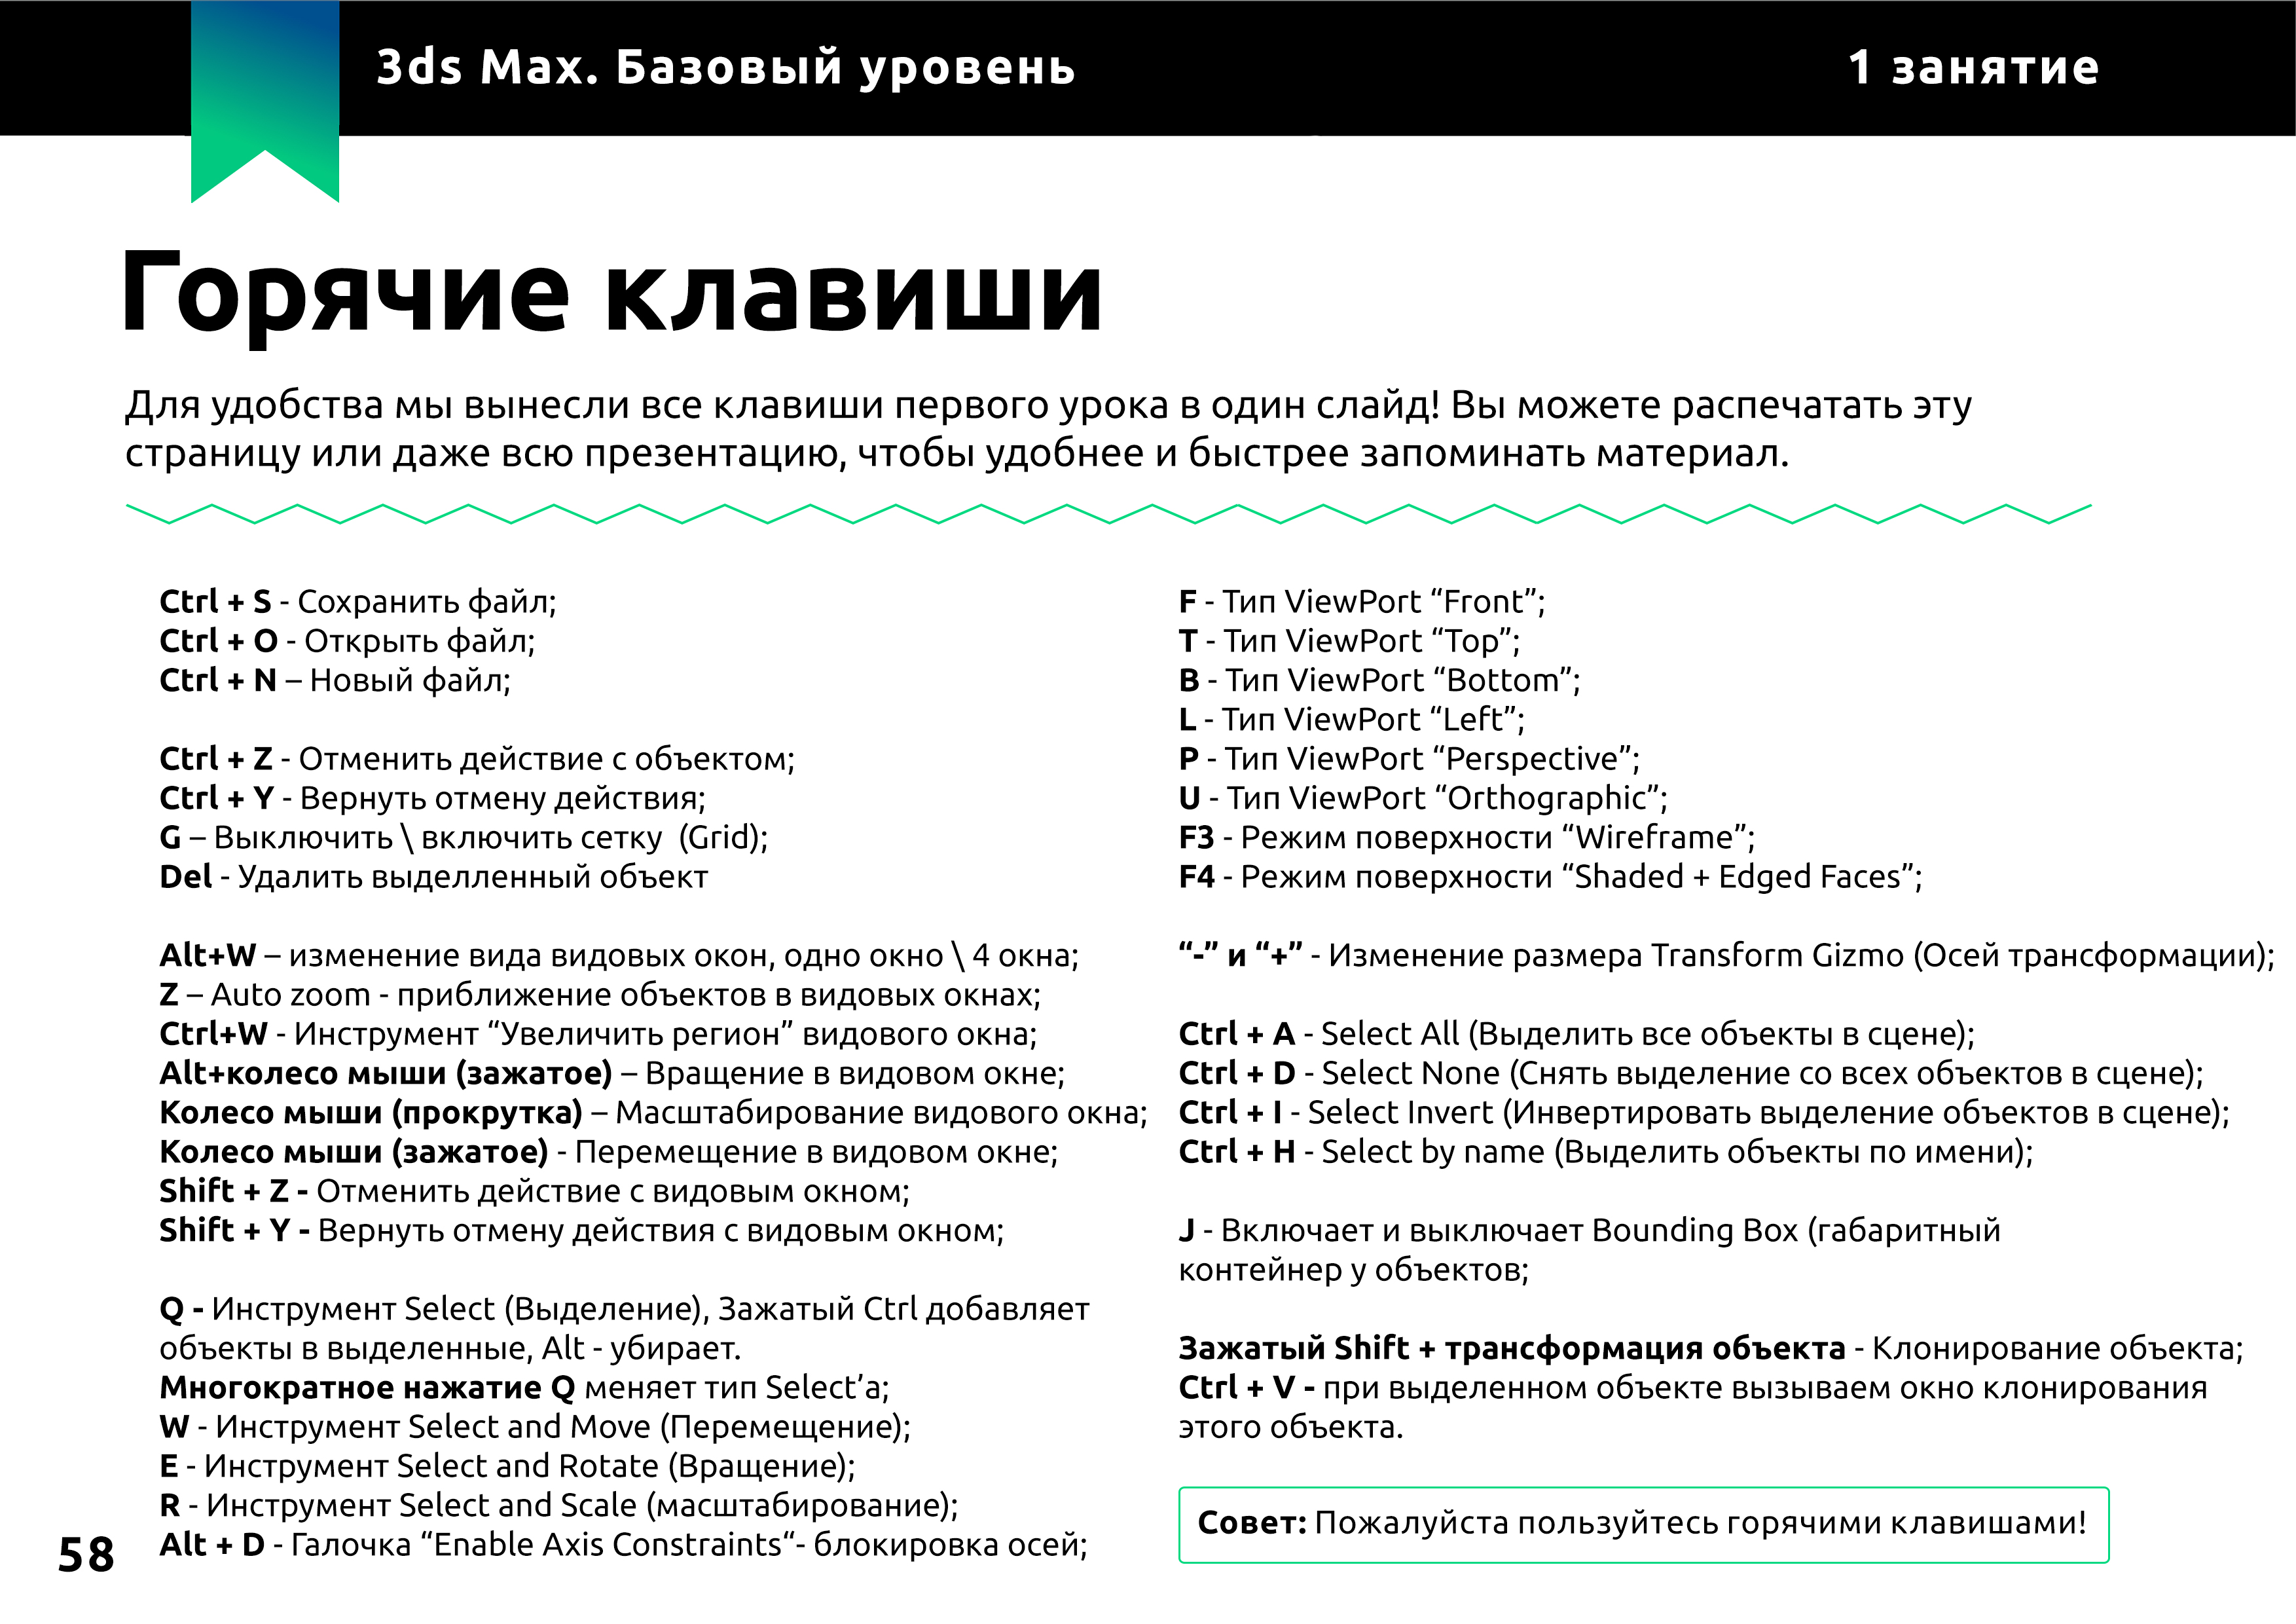 3ds Max. Базовый уровень
1 занятие
Горячие клавиши
Для удобства мы вынесли все клавиши первого урока в один слайд! Вы можете распечатать эту
страницу или даже всю презентацию, чтобы удобнее и быстрее запоминать материал.
Ctrl + S - Сохранить файл;
Ctrl + O - Открыть файл;
Ctrl + N – Новый файл;
Ctrl + Z - Отменить действие с объектом;
Ctrl + Y - Вернуть отмену действия;
G – Выключить \ включить сетку  (Grid);
Del - Удалить выделленный объект
Alt+W – изменение вида видовых окон, одно окно \ 4 окна;
Z – Auto zoom - приближение объектов в видовых окнах;
Ctrl+W - Инструмент “Увеличить регион” видового окна;
Alt+колесо мыши (зажатое) – Вращение в видовом окне;
Колесо мыши (прокрутка) – Масштабирование видового окна;
Колесо мыши (зажатое) - Перемещение в видовом окне;
Shift + Z - Отменить действие с видовым окном;
Shift + Y - Вернуть отмену действия с видовым окном;
Q - Инструмент Select (Выделение), Зажатый Ctrl добавляет
объекты в выделенные, Alt - убирает.
Многократное нажатие Q меняет тип Select’а;
W - Инструмент Select and Move (Перемещение);
E - Инструмент Select and Rotate (Вращение);
R - Инструмент Select and Scale (масштабирование);
Alt + D - Галочка “Enable Axis Constraints“- блокировка осей;
F - Тип ViewPort “Front”;
T - Тип ViewPort “Top”;
B - Тип ViewPort “Bottom”;
L - Тип ViewPort “Left”;
P - Тип ViewPort “Perspective”;
U - Тип ViewPort “Orthographic”;
F3 - Режим поверхности “Wireframe”;
F4 - Режим поверхности “Shaded + Edged Faces”;
“-” и “+” - Изменение размера Transform Gizmo (Осей трансформации);
Ctrl + A - Select All (Выделить все объекты в сцене);
Ctrl + D - Select None (Снять выделение со всех объектов в сцене);
Ctrl + I - Select Invert (Инвертировать выделение объектов в сцене);
Ctrl + H - Select by name (Выделить объекты по имени);
J - Включает и выключает Bounding Box (габаритный
контейнер у объектов;
Зажатый Shift + трансформация объекта - Клонирование объекта;
Ctrl + V - при выделенном объекте вызываем окно клонирования
этого объекта.
Совет: Пожалуйста пользуйтесь горячими клавишами!
58